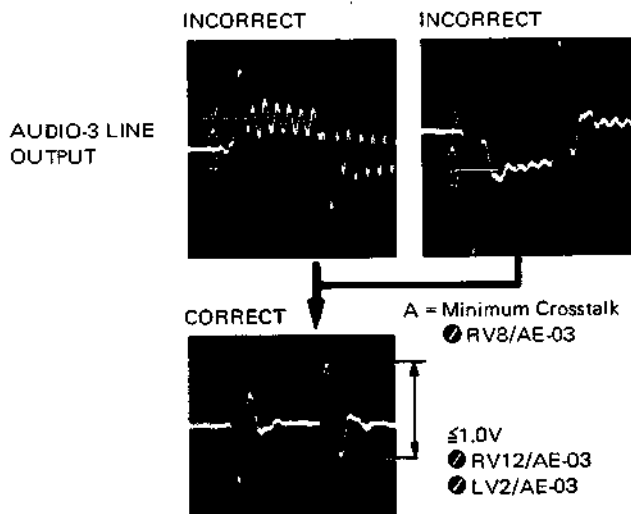 INCORRECT
INCORRECT
AUDIO-3 LINE
OUTPUT
CORRECT
A = Minimum Crosstalk
RV8/AE-03
≦1.0V
RV12/AE-03
LV2/AE-03